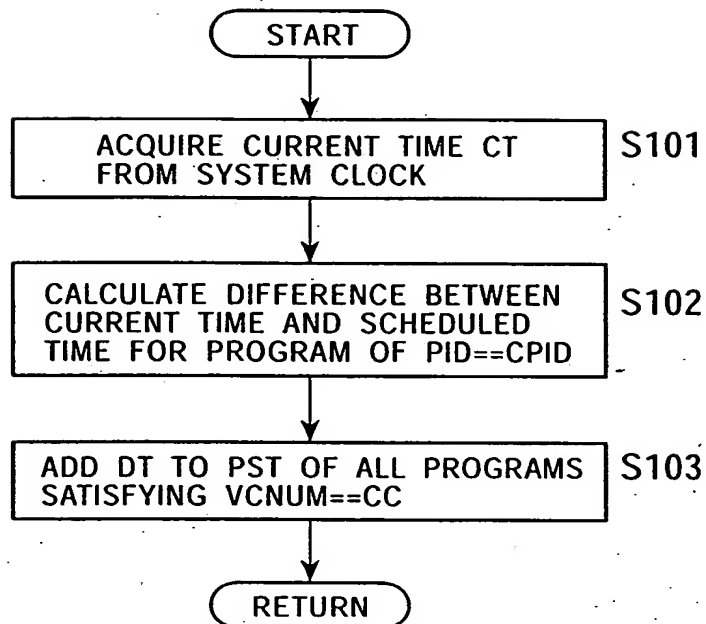 START
ACQUIRE CURRENT TIME CT
FROM SYSTEM CLOCK
S101
CALCULATE DIFFERENCE BETWEEN
CURRENT TIME AND SCHEDULED
TIME FOR PROGRAM OF PID==CPID
S102
ADD DT TO PST OF ALL PROGRAMS
SATISFYING VCNUM==CC
S103
RETURN